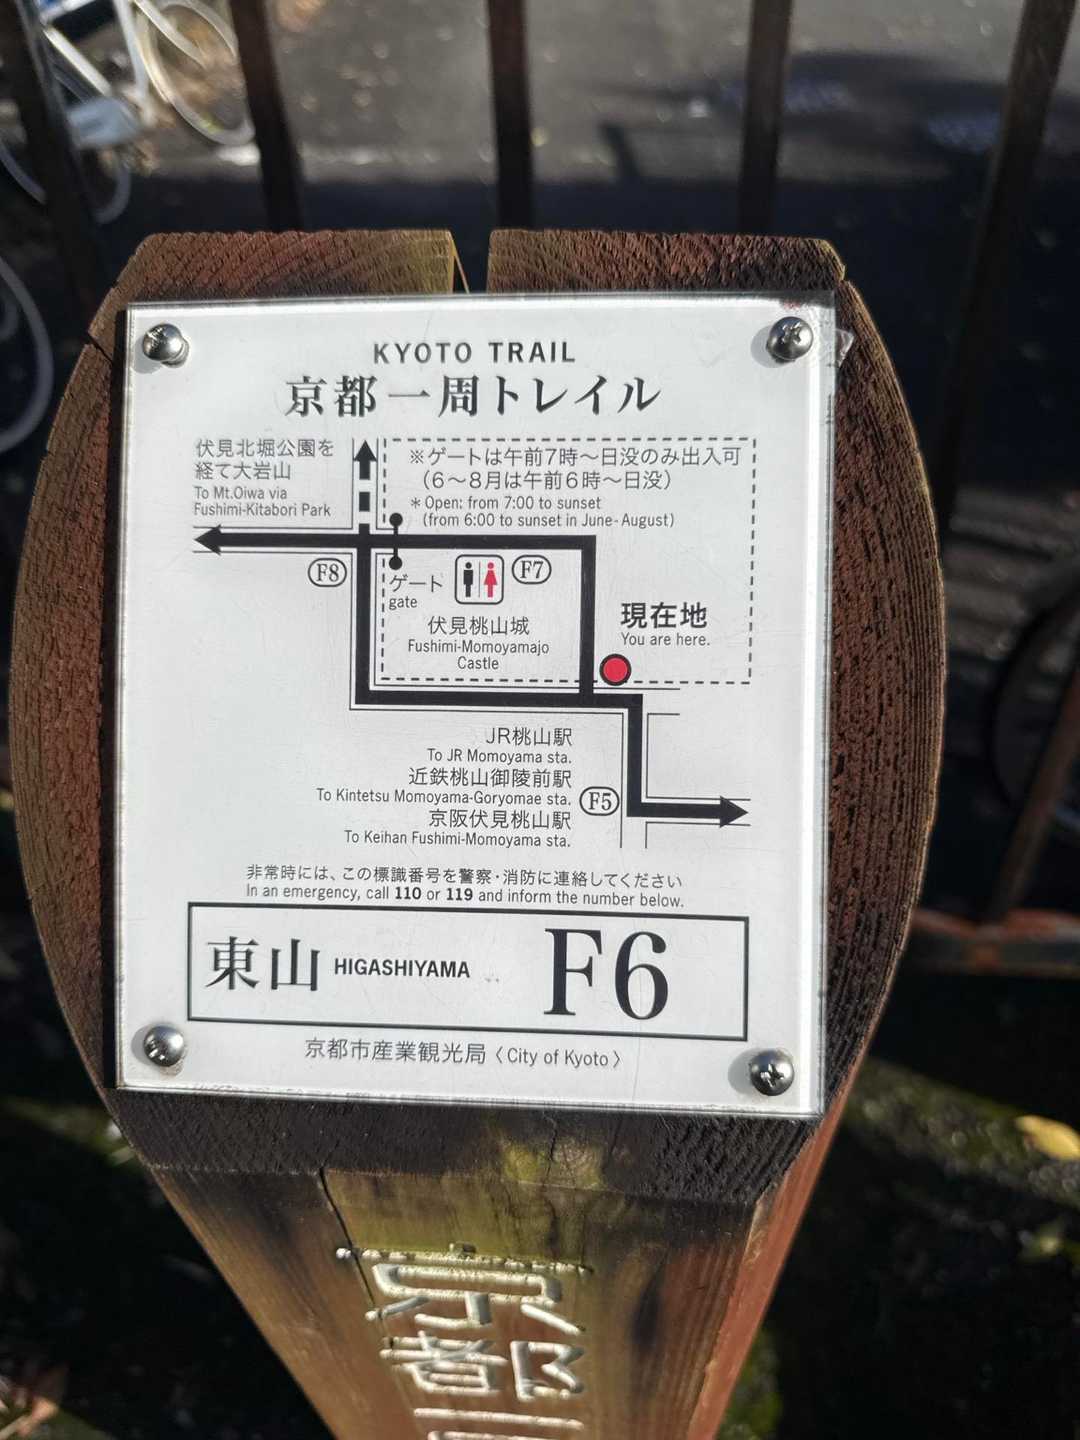 KYOTO TRAIL
京都一周トレイル
伏見北堀公園を
経て大岩山
To Mt.Oiwa via
Fushimi-Kitabori Park
※ゲートは午前7時〜日没のみ出入可
（6〜8月は午前6時〜日没）
＊Open: from 7:00 to sunset
(from 6:00 to sunset in June-August)
F8
ゲート
gate
F7
伏見桃山城
Fushimi-Momoyamajo
Castle
現在地
You are here.
JR桃山駅
To JR Momoyama sta.
近鉄桃山御陵前駅
To Kintetsu Momoyama-Goryomae sta.
京阪伏見桃山駅
To Keihan Fushimi-Momoyama sta.
F5
非常時には、この標識番号を警察・消防に連絡してください
In an emergency, call 110 or 119 and inform the number below.
東山 HIGASHIYAMA F6
京都市産業観光局〈City of Kyoto〉
京都